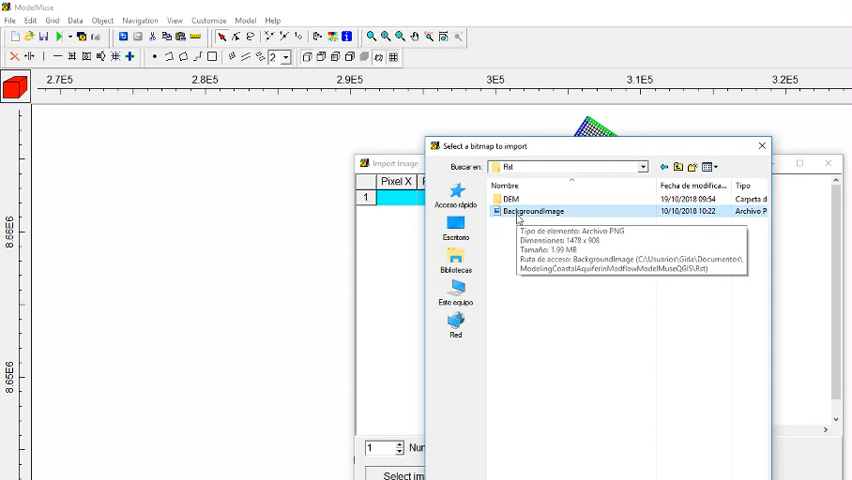 ModelMuse
File Edit Grid Data Object Navigation View Customize Model Help
2
2.7E5 2.8E5 2.9E5 3E5 3.1E5 3.2E5
Select a bitmap to import
Import Image
Buscar en: Rst
Pixel X
Nombre Fecha de modifica... Tipo
1
DEM 19/10/2018 09:54 Carpeta d
Acceso rápido
BackgroundImage 10/10/2018 10:22 Archivo P
8.66E6
Tipo de elemento: Archivo PNG
Escritorio
Dimensiones: 1478 x 908
Tamaño: 1.99 MB
Ruta de acceso: BackgroundImage (C:\Usuarios\Gida\Documentos\
ModelingCoastalAquiferinModflowModelMuseQGIS\Rst)
Bibliotecas
Este equipo
Red
8.65E6
1 Nun
Select im